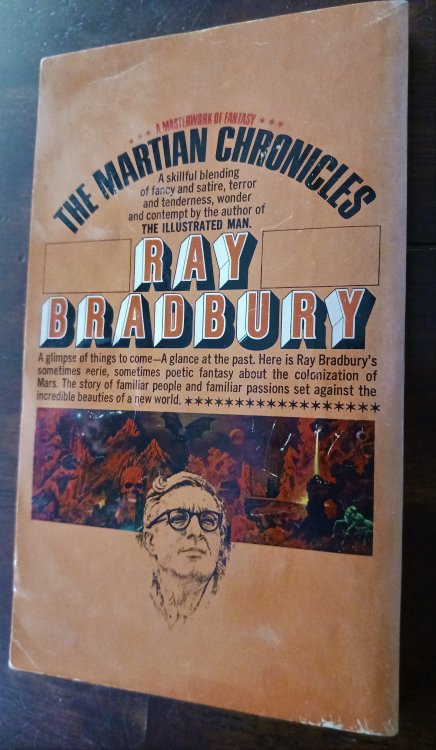 *** A MASTERWORK OF FANTASY ***
THE MARTIAN CHRONICLES
A skillful blending
of fancy and satire, terror
and tenderness, wonder
and contempt by the author of
THE ILLUSTRATED MAN.
RAY
BRADBURY
A glimpse of things to come—A glance at the past. Here is Ray Bradbury's
sometimes eerie, sometimes poetic fantasy about the colonization of
Mars. The story of familiar people and familiar passions set against the
incredible beauties of a new world. ******************